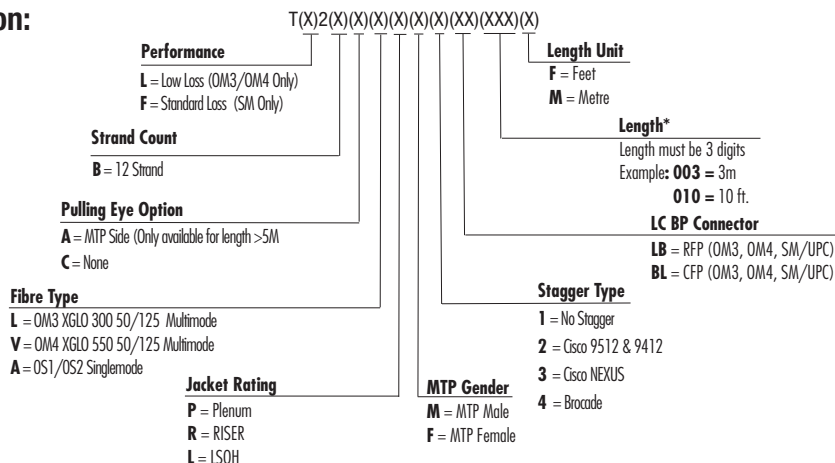 on:
T(X)2(X)(X)(X)(X)(X)(X)(XX)(XXX)(X)
Performance
L = Low Loss (OM3/OM4 Only)
F = Standard Loss (SM Only)
Strand Count
B = 12 Strand
Pulling Eye Option
A = MTP Side (Only available for length >5M
C = None
Fibre Type
L = OM3 XGLO 300 50/125 Multimode
V = OM4 XGLO 550 50/125 Multimode
A = OS1/OS2 Singlemode
Jacket Rating
P = Plenum
R = RISER
L = LSOH
MTP Gender
M = MTP Male
F = MTP Female
Stagger Type
1 = No Stagger
2 = Cisco 9512 & 9412
3 = Cisco NEXUS
4 = Brocade
LC BP Connector
LB = RFP (OM3, OM4, SM/UPC)
BL = CFP (OM3, OM4, SM/UPC)
Length*
Length must be 3 digits
Example: 003 = 3m
010 = 10 ft.
Length Unit
F = Feet
M = Metre